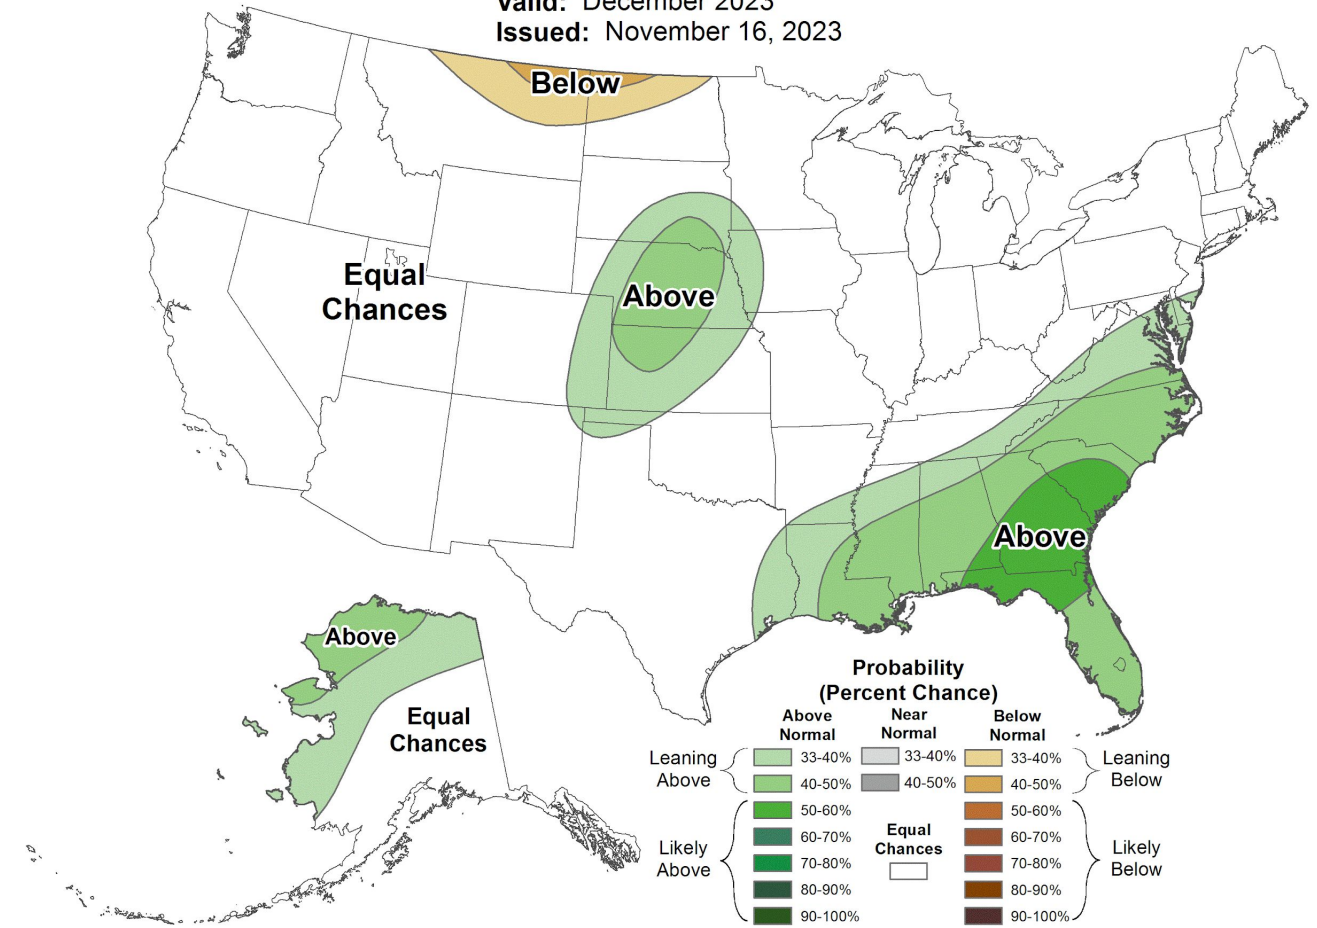 Valid: December 2023
Issued: November 16, 2023
Below
Equal
Chances
Above
Above
Above
Equal
Chances
Probability
(Percent Chance)
Above
Normal
Near
Normal
Below
Normal
Leaning
Above
33-40%
33-40%
33-40%
Leaning
Below
40-50%
40-50%
40-50%
50-60%
50-60%
Equal
Chances
60-70%
60-70%
Likely
Above
70-80%
70-80%
Likely
Below
80-90%
80-90%
90-100%
90-100%